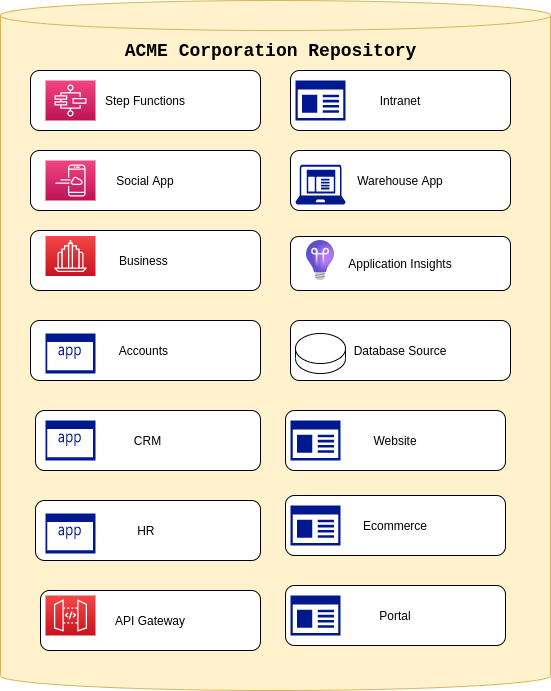 ACME Corporation Repository
Step Functions
Intranet
Social App
Warehouse App
Business
Application Insights
app
Accounts
Database Source
app
CRM
Website
app
HR
Ecommerce
</>
API Gateway
Portal